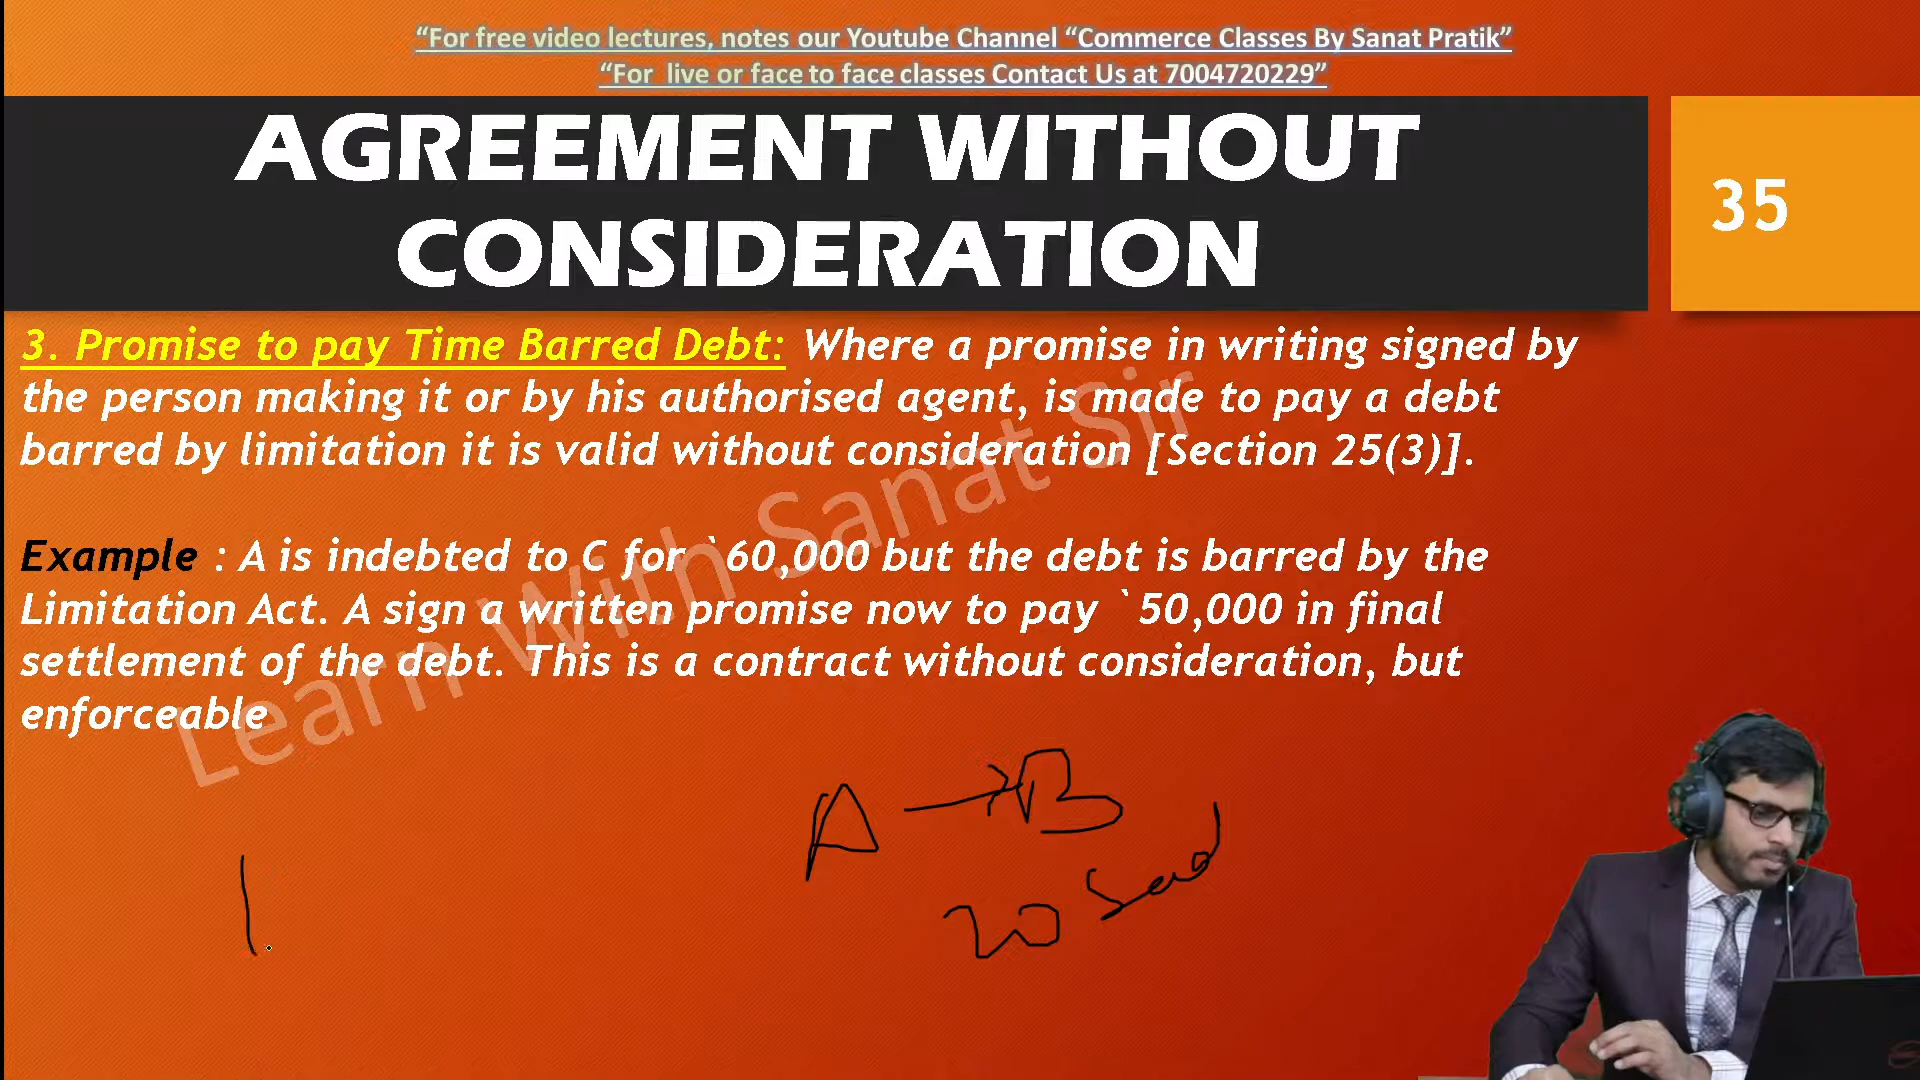 “For free video lectures, notes our Youtube Channel “Commerce Classes By Sanat Pratik”
“For live or face to face classes Contact Us at 7004720229”
AGREEMENT WITHOUT
CONSIDERATION
35
3. Promise to pay Time Barred Debt: Where a promise in writing signed by
the person making it or by his authorised agent, is made to pay a debt
barred by limitation it is valid without consideration [Section 25(3)].
Example : A is indebted to C for `60,000 but the debt is barred by the
Limitation Act. A sign a written promise now to pay `50,000 in final
settlement of the debt. This is a contract without consideration, but
enforceable
Learn With Sanat Sir
A → B
20